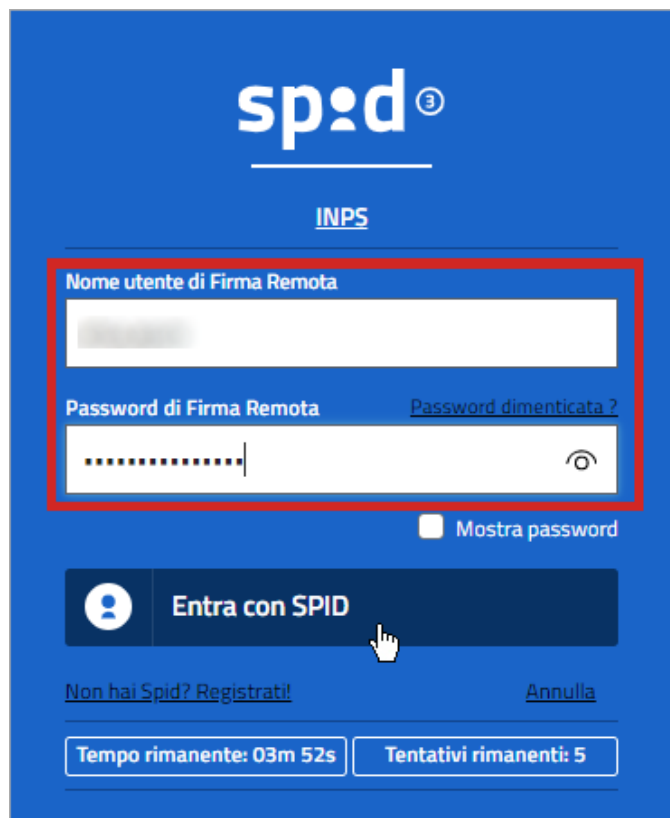 spid 3
INPS
Nome utente di Firma Remota
Password di Firma Remota Password dimenticata ?
Mostra password
Entra con SPID
Non hai Spid? Registrati! Annulla
Tempo rimanente: 03m 52s Tentativi rimanenti: 5